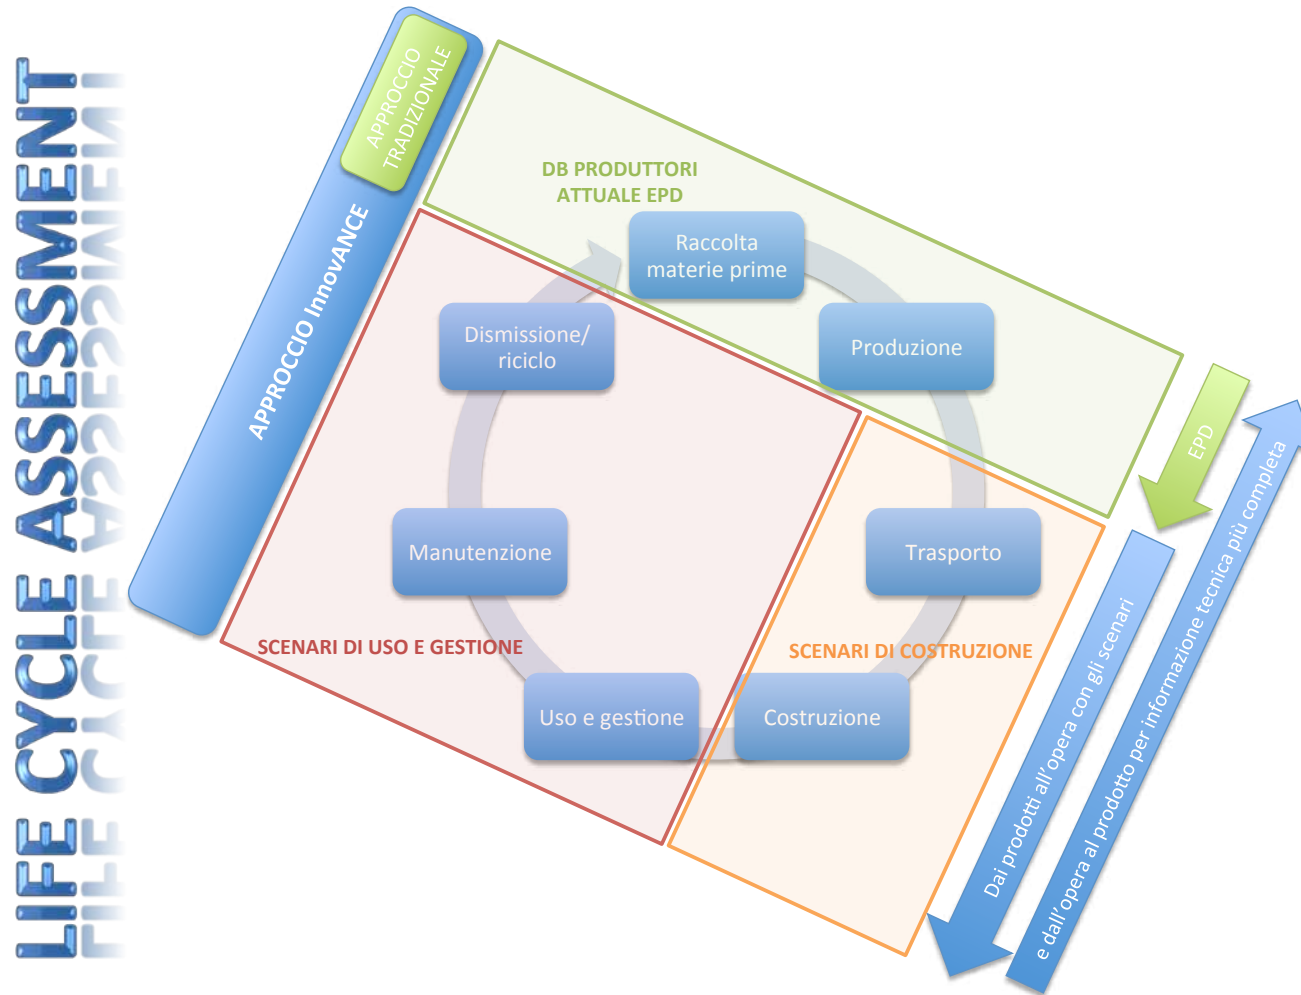 LIFE CYCLE ASSESSMENT
APPROCCIO
TRADIZIONALE
APPROCCIO InnovANCE
DB PRODUTTORI
ATTUALE EPD
Raccolta
materie prime
Produzione
Trasporto
Costruzione
Uso e gestione
Manutenzione
Dismissione/
riciclo
SCENARI DI USO E GESTIONE
SCENARI DI COSTRUZIONE
EPD
Dai prodotti all'opera con gli scenari
e dall'opera al prodotto per informazione tecnica più completa